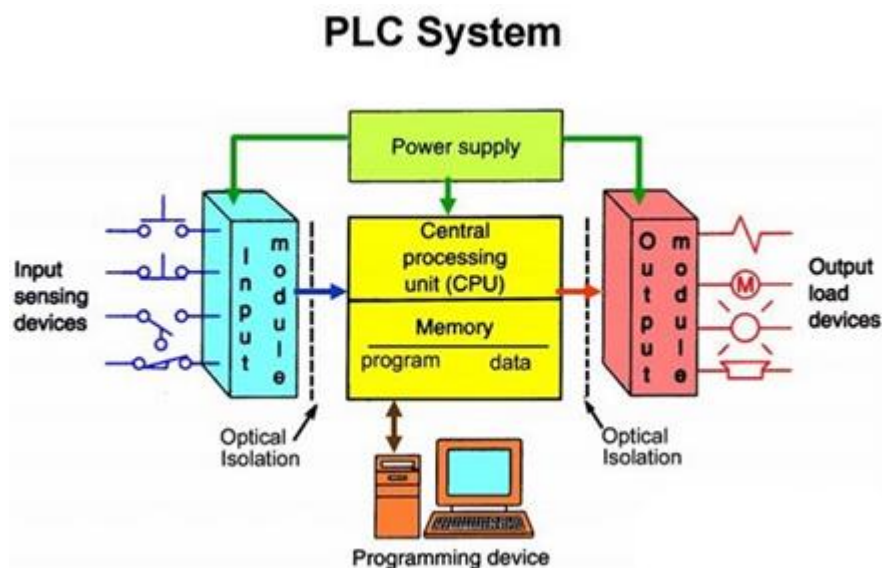 PLC System
Power supply
Input
sensing
devices
Input
module
Central
processing
unit (CPU)
Memory
program data
Output
module
Output
load
devices
M
Optical
Isolation
Optical
Isolation
Programming device